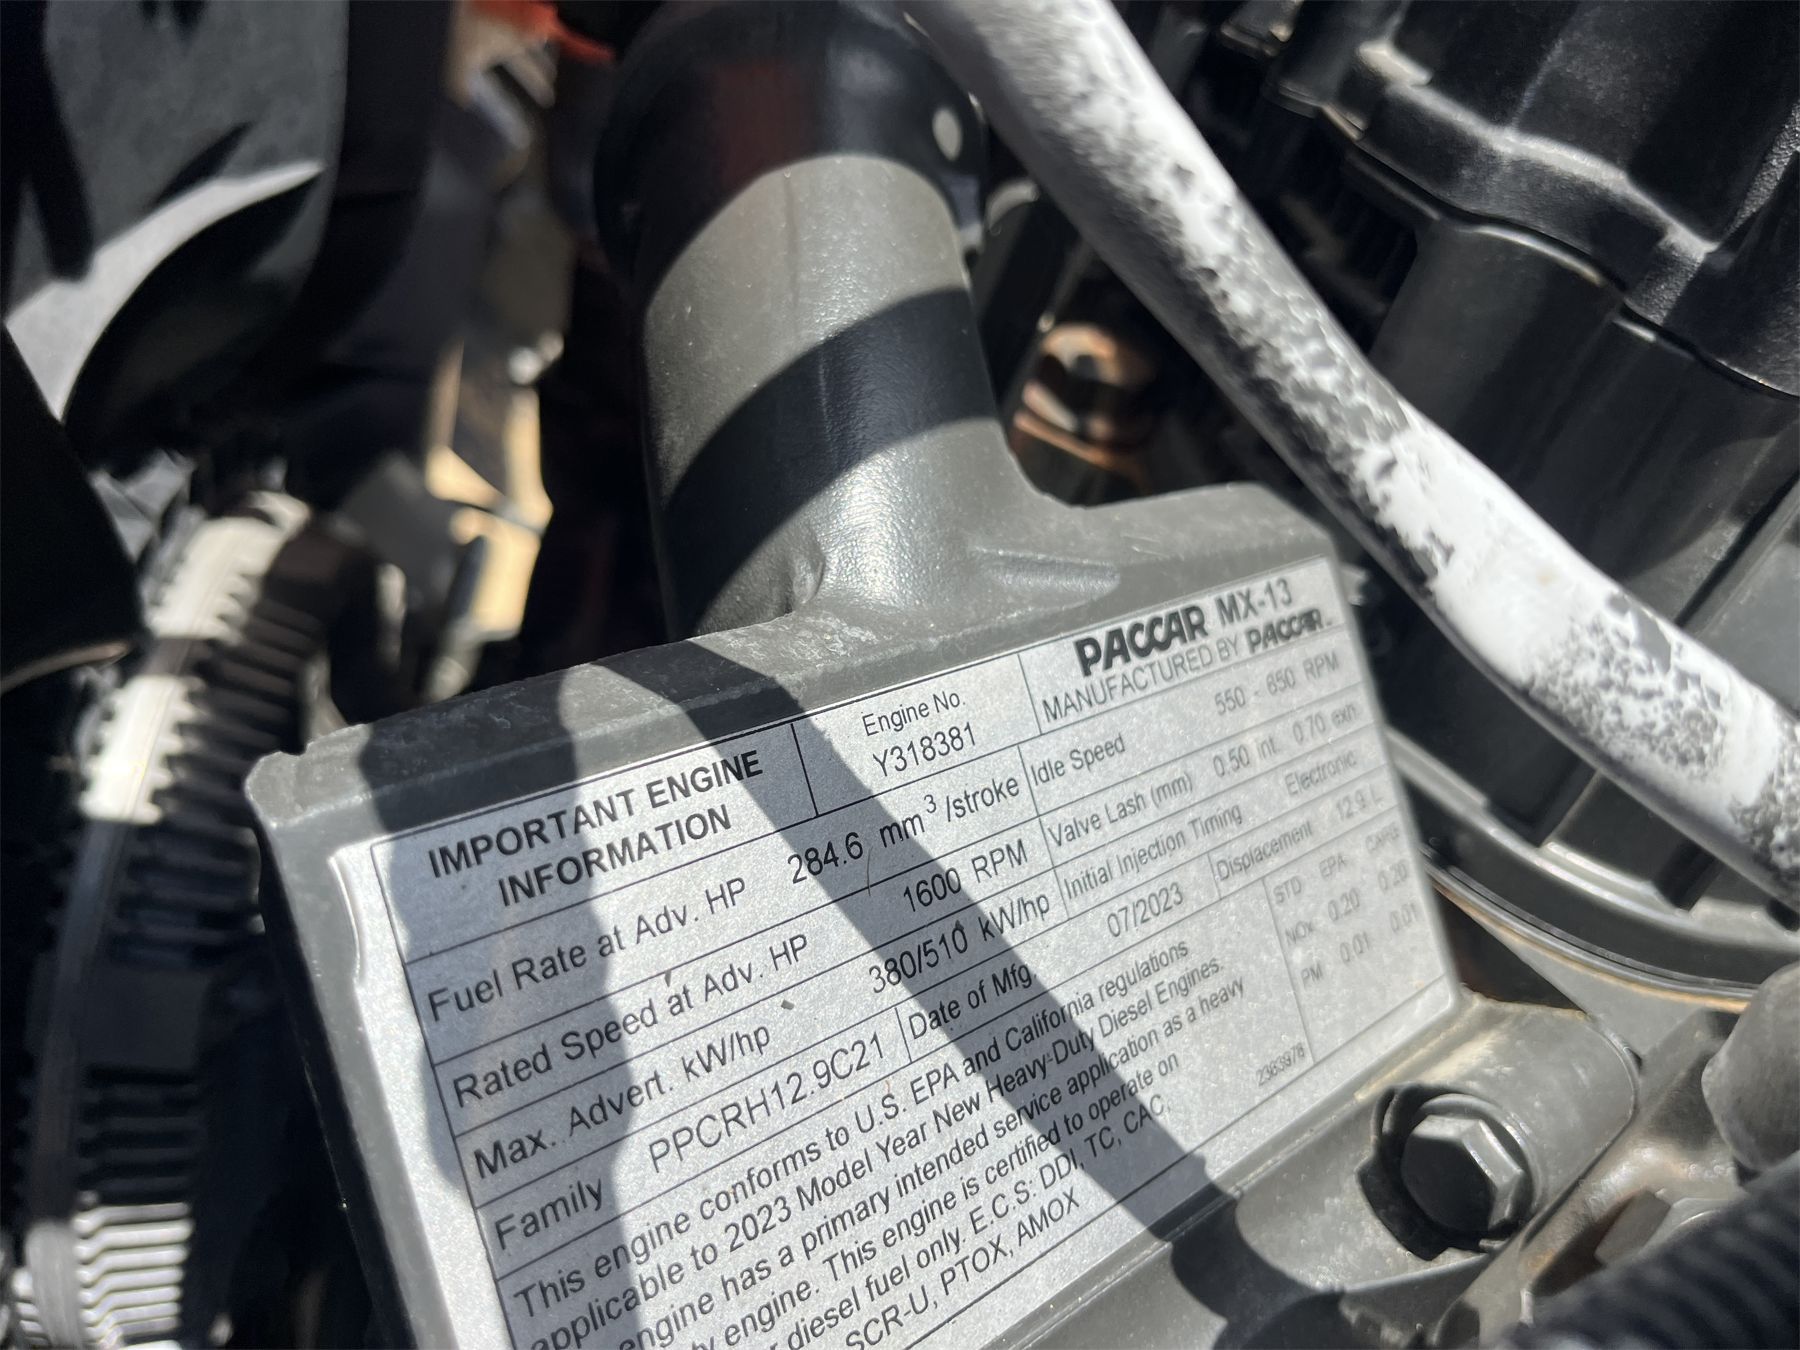 IMPORTANT ENGINE
INFORMATION
Engine No.
Y318381
PACCAR MX-13
MANUFACTURED BY PACCAR.
Fuel Rate at Adv. HP 284.6 mm³/stroke
Idle Speed 550 - 650 RPM
Rated Speed at Adv. HP 1600 RPM
Valve Lash (mm) 0.50 int. 0.70 exh.
Max. Advert. kW/hp 380/510 kW/hp
Initial Injection Timing Electronic
Family PPCRH12.9C21
Date of Mfg. 07/2023
Displacement 12.9 L
This engine conforms to U.S. EPA and California regulations
applicable to 2023 Model Year New Heavy-Duty Diesel Engines.
engine has a primary intended service application as a heavy
engine. This engine is certified to operate on
diesel fuel only. E.C.S: DDI, TC, CAC,
SCR-U, PTOX, AMOX
STD EPA
NOx 0.20 0.20
PM 0.01 0.01